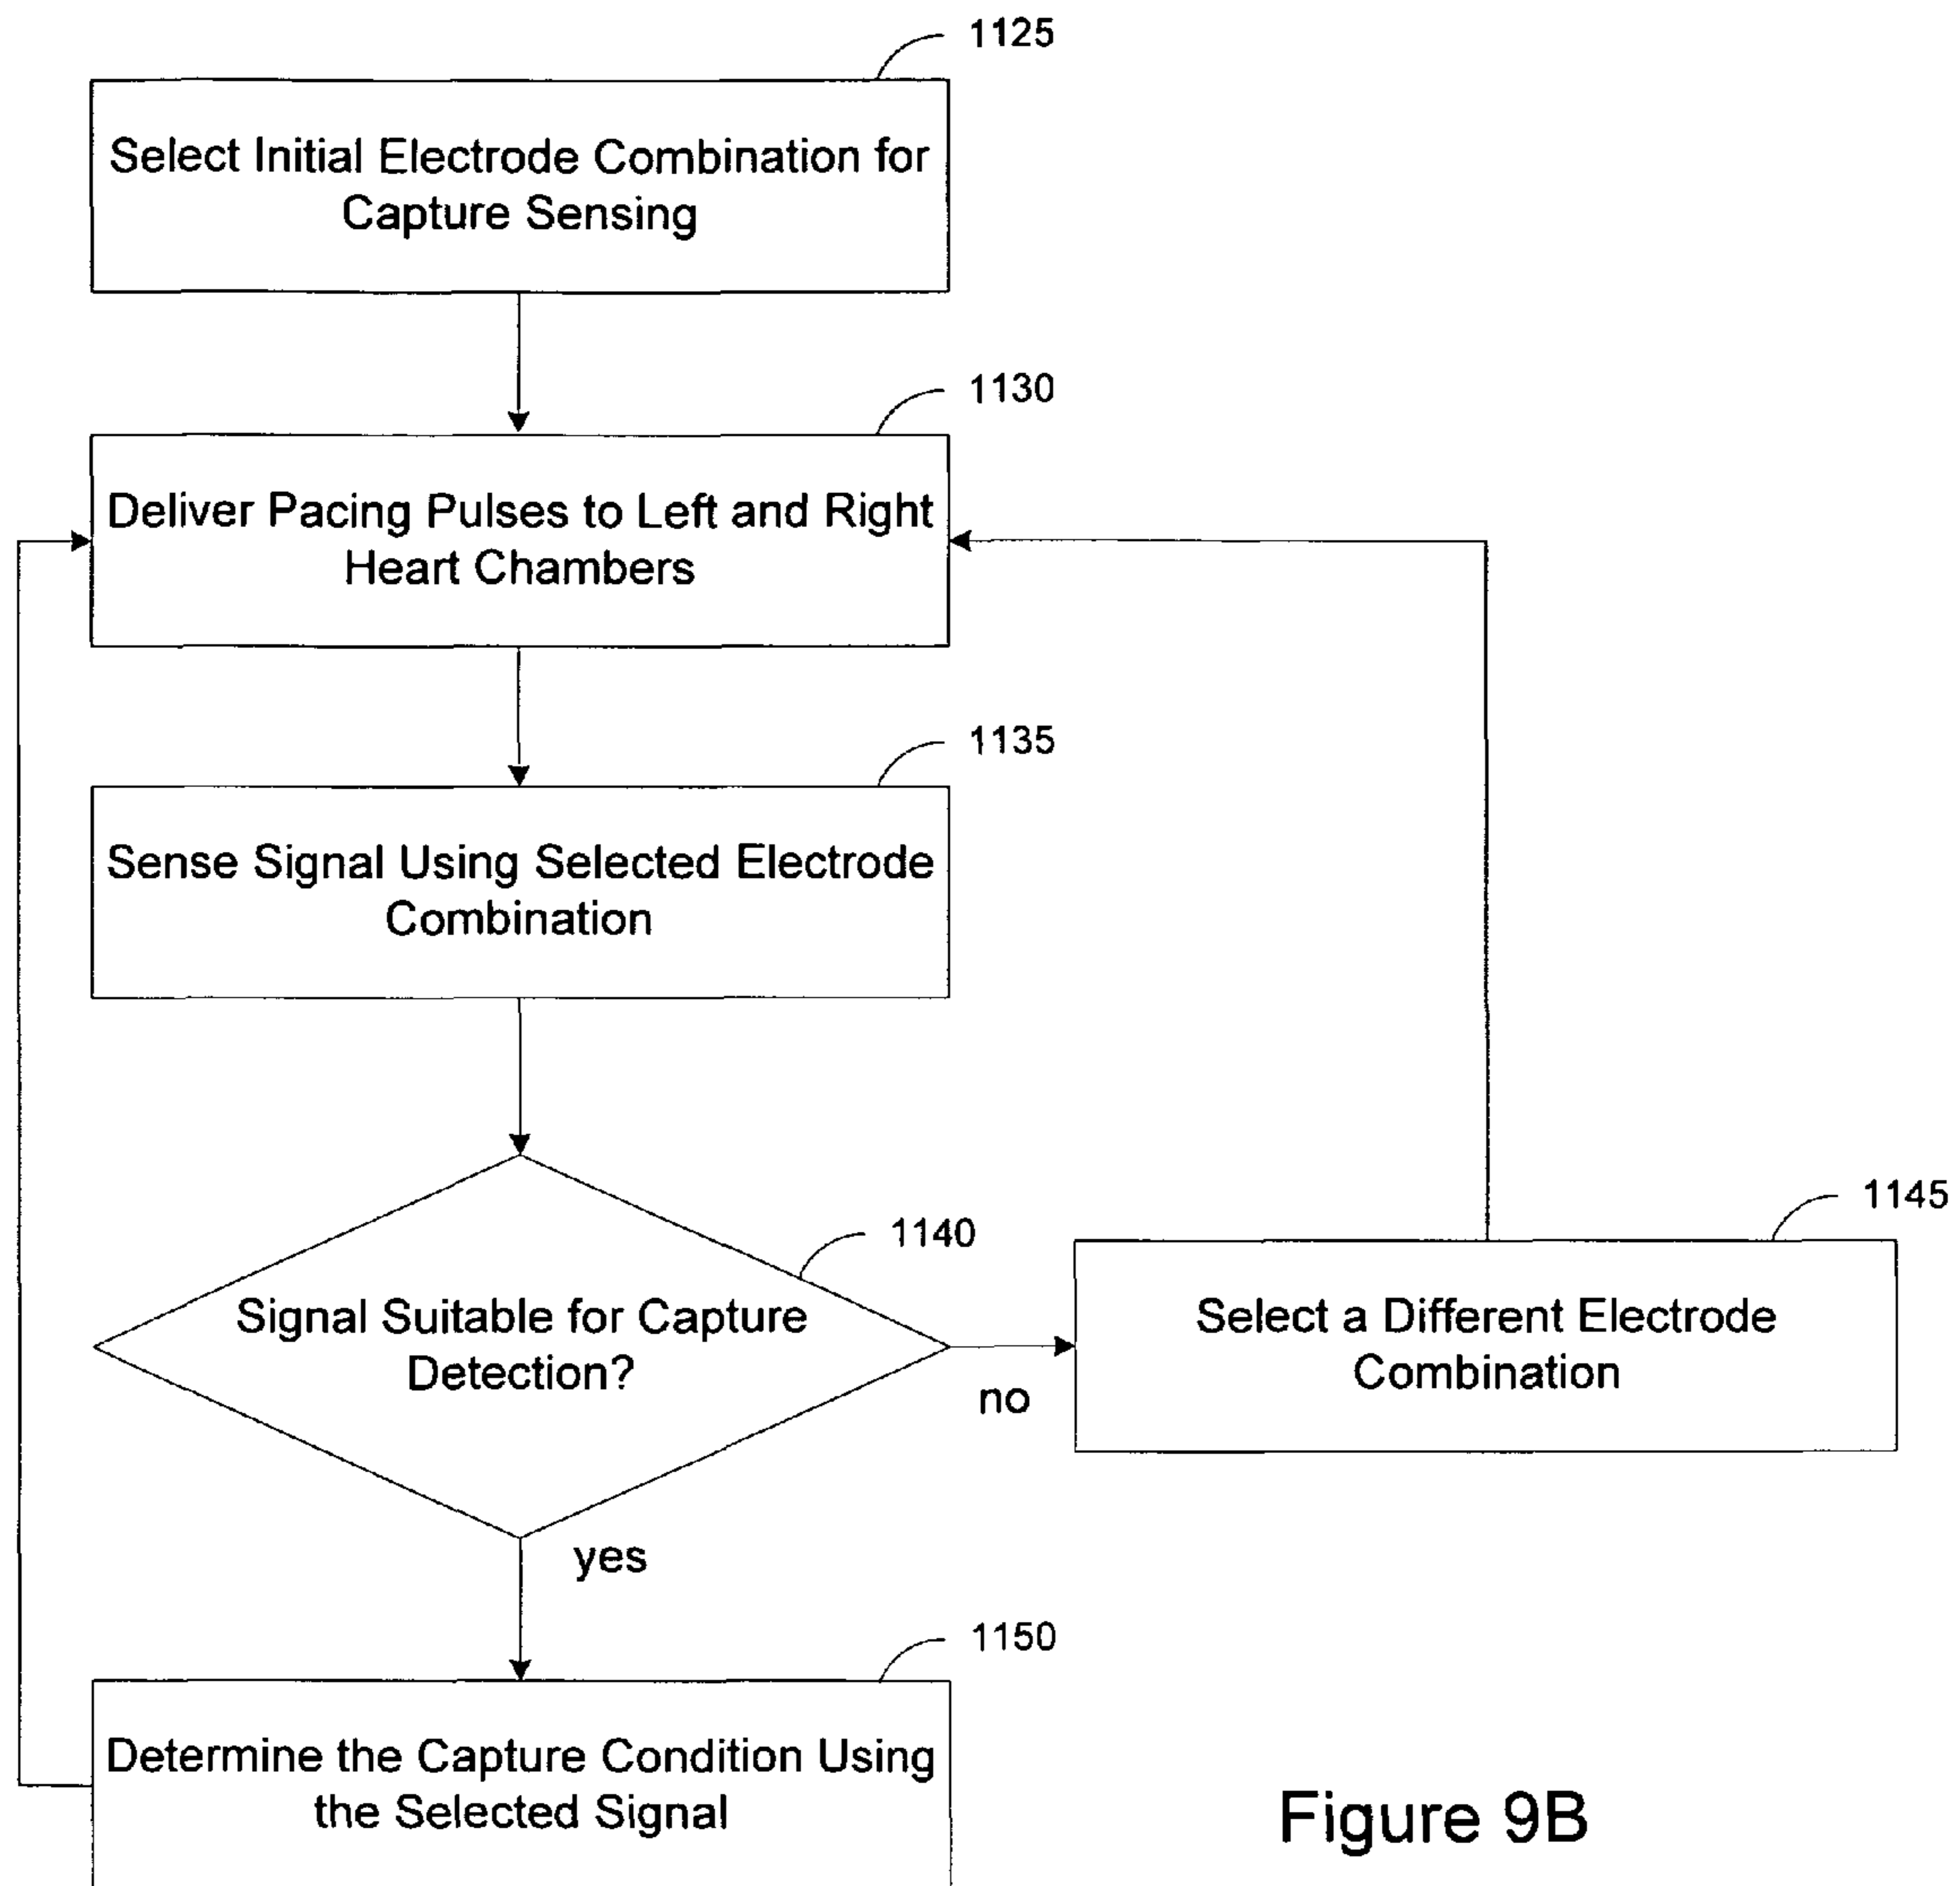 1125
Select Initial Electrode Combination for
Capture Sensing
1130
Deliver Pacing Pulses to Left and Right
Heart Chambers
1135
Sense Signal Using Selected Electrode
Combination
1140
Signal Suitable for Capture
Detection?
no
1145
Select a Different Electrode
Combination
yes
1150
Determine the Capture Condition Using
the Selected Signal
Figure 9B